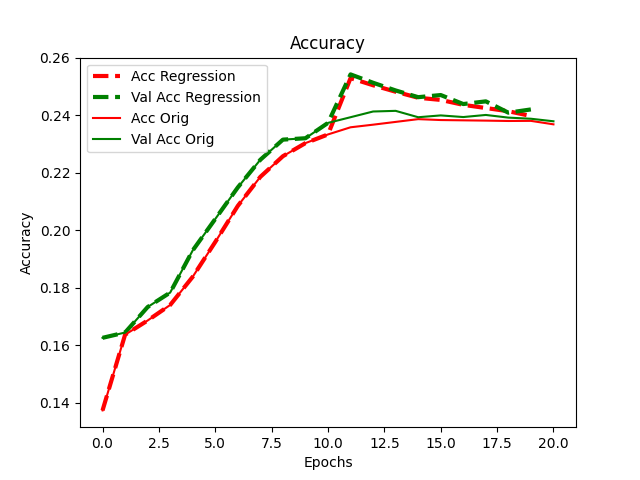 Accuracy
0.26
0.24
0.22
0.20
0.18
0.16
0.14
Accuracy
Acc Regression
Val Acc Regression
Acc Orig
Val Acc Orig
0.0 2.5 5.0 7.5 10.0 12.5 15.0 17.5 20.0
Epochs